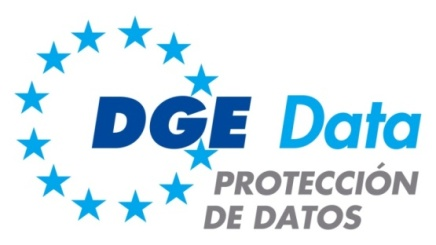 DGE Data
PROTECCIÓN
DE DATOS